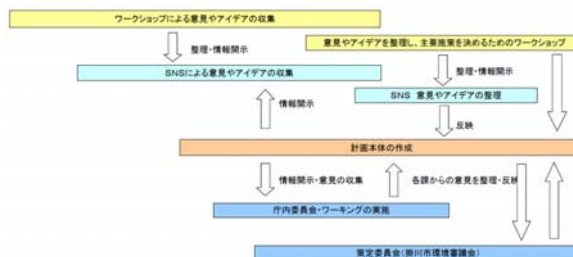 ワークショップによる意見やアイデアの収集
意見やアイデアを整理し、主要施策を決めるためのワークショップ
整理・情報開示
整理・情報開示
SNSによる意見やアイデアの収集
SNS 意見やアイデアの整理
情報開示
反映
計画本体の作成
情報開示・意見の収集
各課からの意見を整理・反映
庁内委員会・ワーキングの実施
策定委員会(掛川市環境審議会)